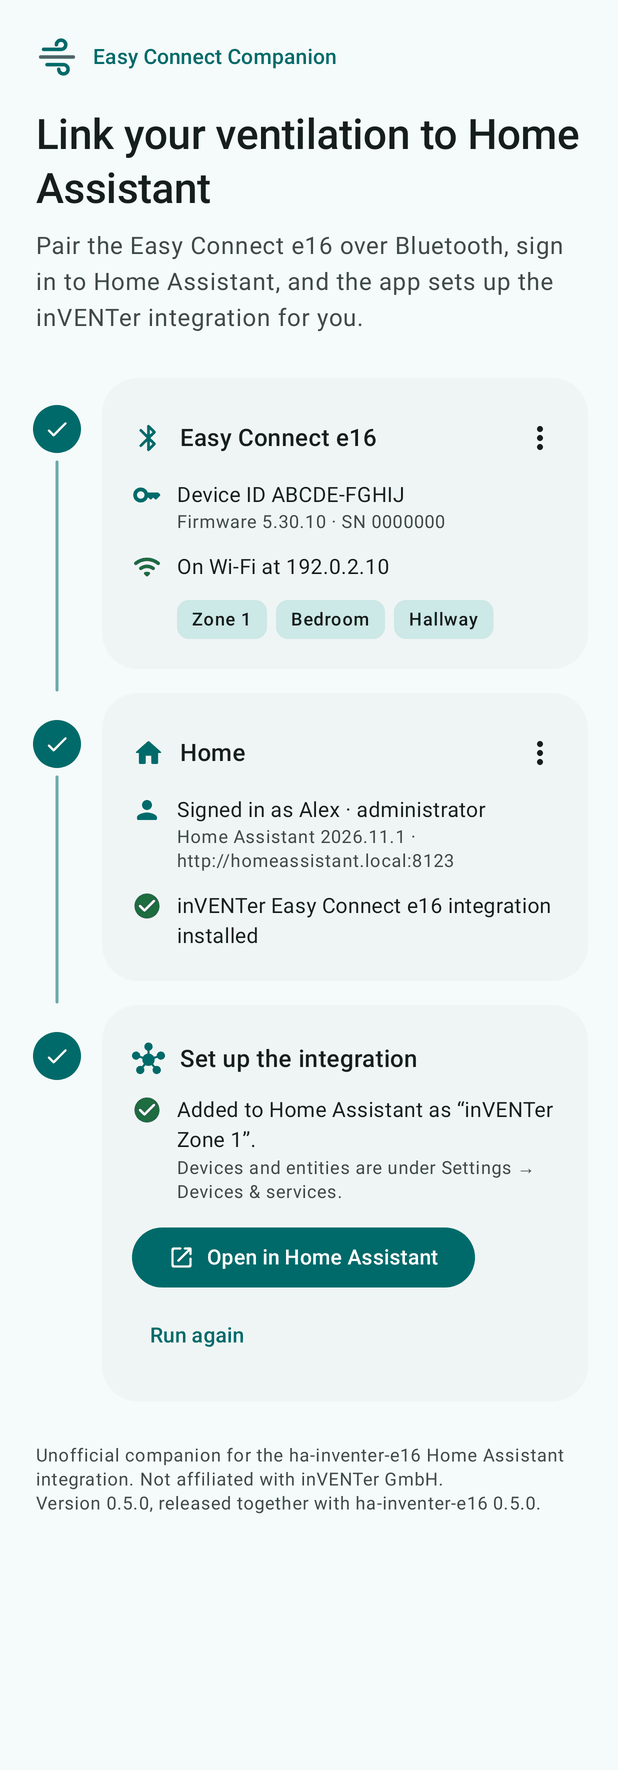 Easy Connect Companion
Link your ventilation to Home
Assistant
Pair the Easy Connect e16 over Bluetooth, sign
in to Home Assistant, and the app sets up the
inVENTer integration for you.
Easy Connect e16
Device ID ABCDE-FGHIJ
Firmware 5.30.10 · SN 0000000
On Wi-Fi at 192.0.2.10
Zone 1 Bedroom Hallway
Home
Signed in as Alex · administrator
Home Assistant 2026.11.1 ·
http://homeassistant.local:8123
inVENTer Easy Connect e16 integration
installed
Set up the integration
Added to Home Assistant as “inVENTer
Zone 1”.
Devices and entities are under Settings →
Devices & services.
Open in Home Assistant
Run again
Unofficial companion for the ha-inventer-e16 Home Assistant
integration. Not affiliated with inVENTer GmbH.
Version 0.5.0, released together with ha-inventer-e16 0.5.0.